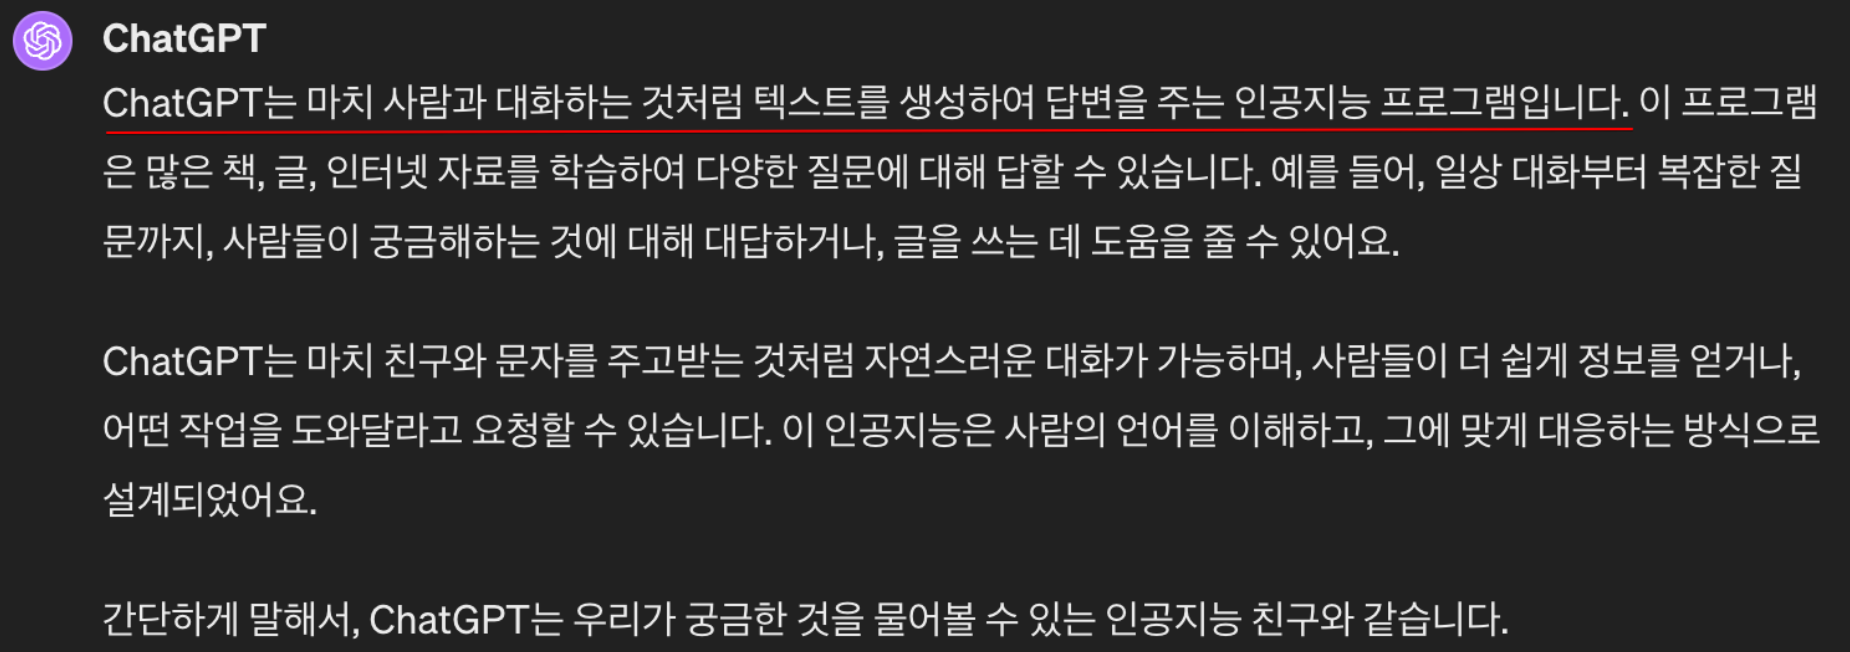 ChatGPT
ChatGPT는 마치 사람과 대화하는 것처럼 텍스트를 생성하여 답변을 주는 인공지능 프로그램입니다. 이 프로그램
은 많은 책, 글, 인터넷 자료를 학습하여 다양한 질문에 대해 답할 수 있습니다. 예를 들어, 일상 대화부터 복잡한 질
문까지, 사람들이 궁금해하는 것에 대해 대답하거나, 글을 쓰는 데 도움을 줄 수 있어요.
ChatGPT는 마치 친구와 문자를 주고받는 것처럼 자연스러운 대화가 가능하며, 사람들이 더 쉽게 정보를 얻거나,
어떤 작업을 도와달라고 요청할 수 있습니다. 이 인공지능은 사람의 언어를 이해하고, 그에 맞게 대응하는 방식으로
설계되었어요.
간단하게 말해서, ChatGPT는 우리가 궁금한 것을 물어볼 수 있는 인공지능 친구와 같습니다.